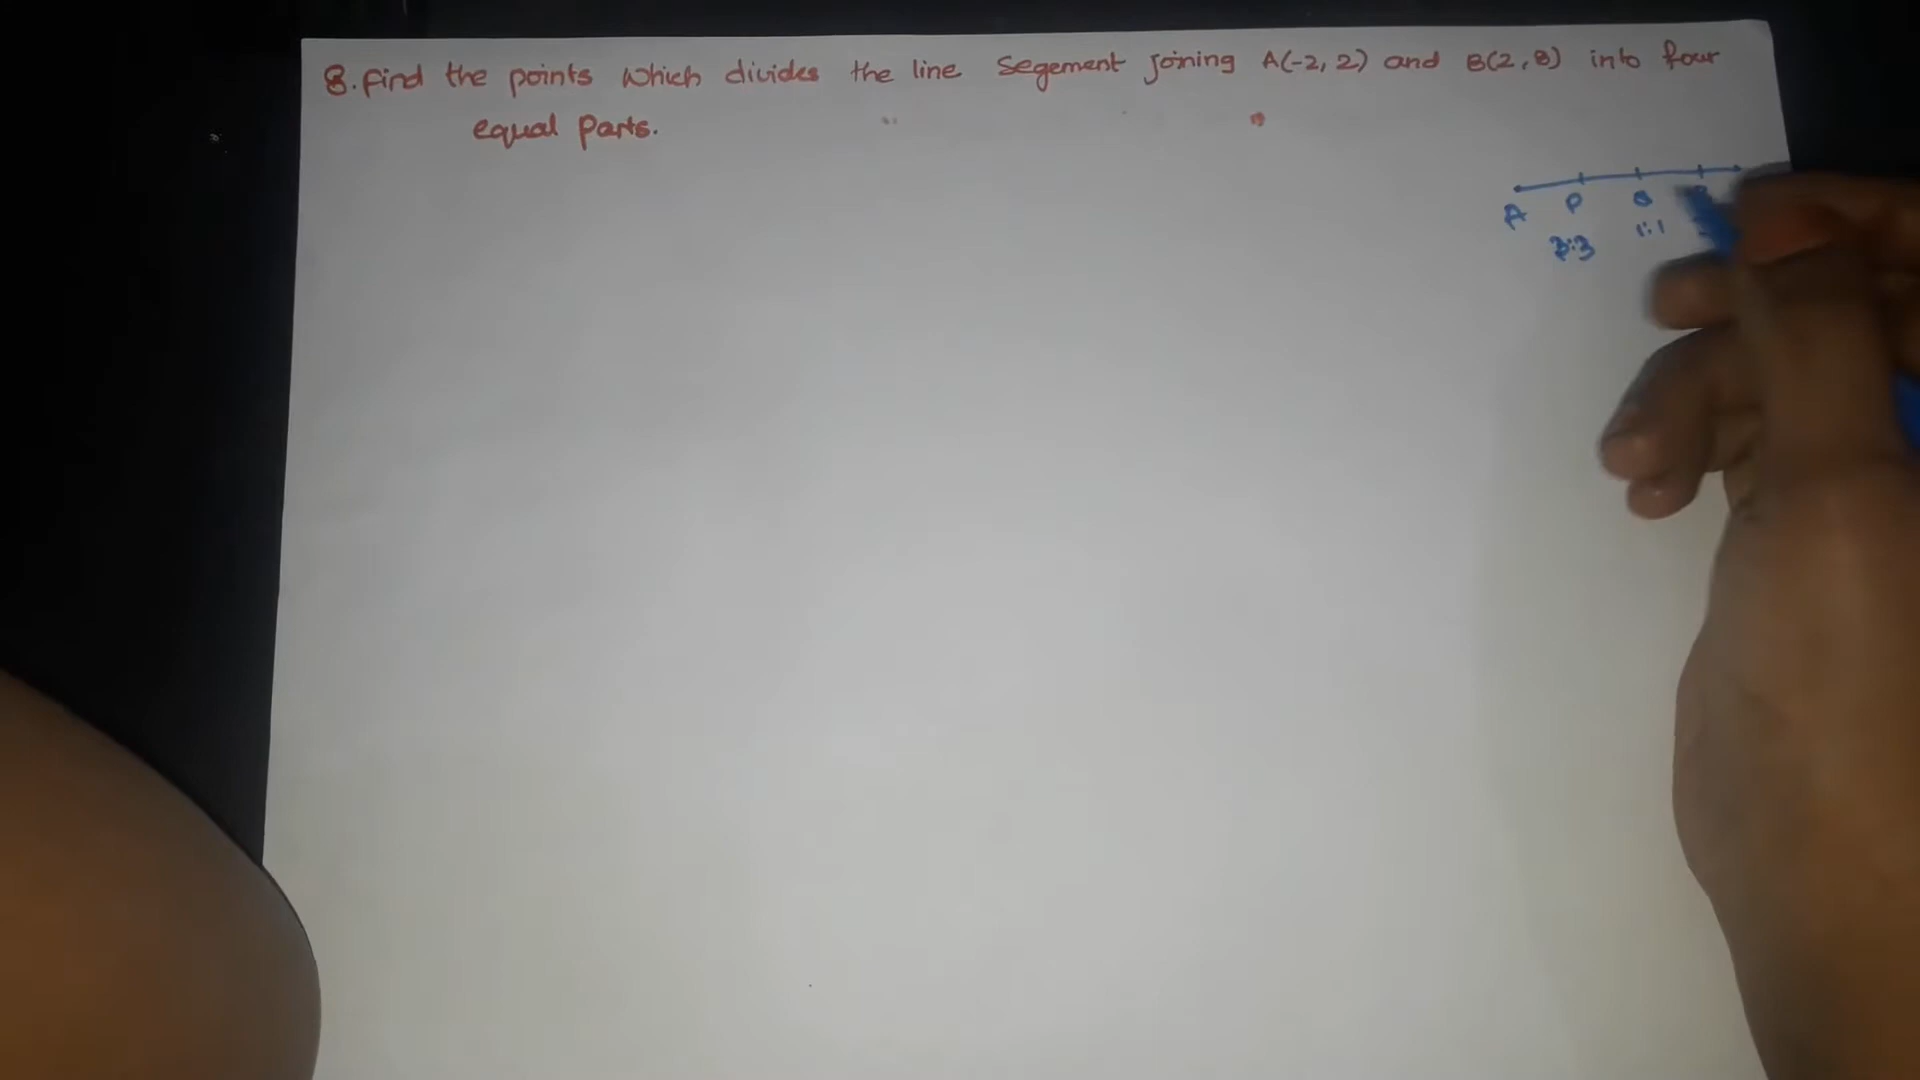 8. Find the points which divides the line Segement joining A(-2, 2) and B(2, 8) into four
equal parts.
A P Q
1:1